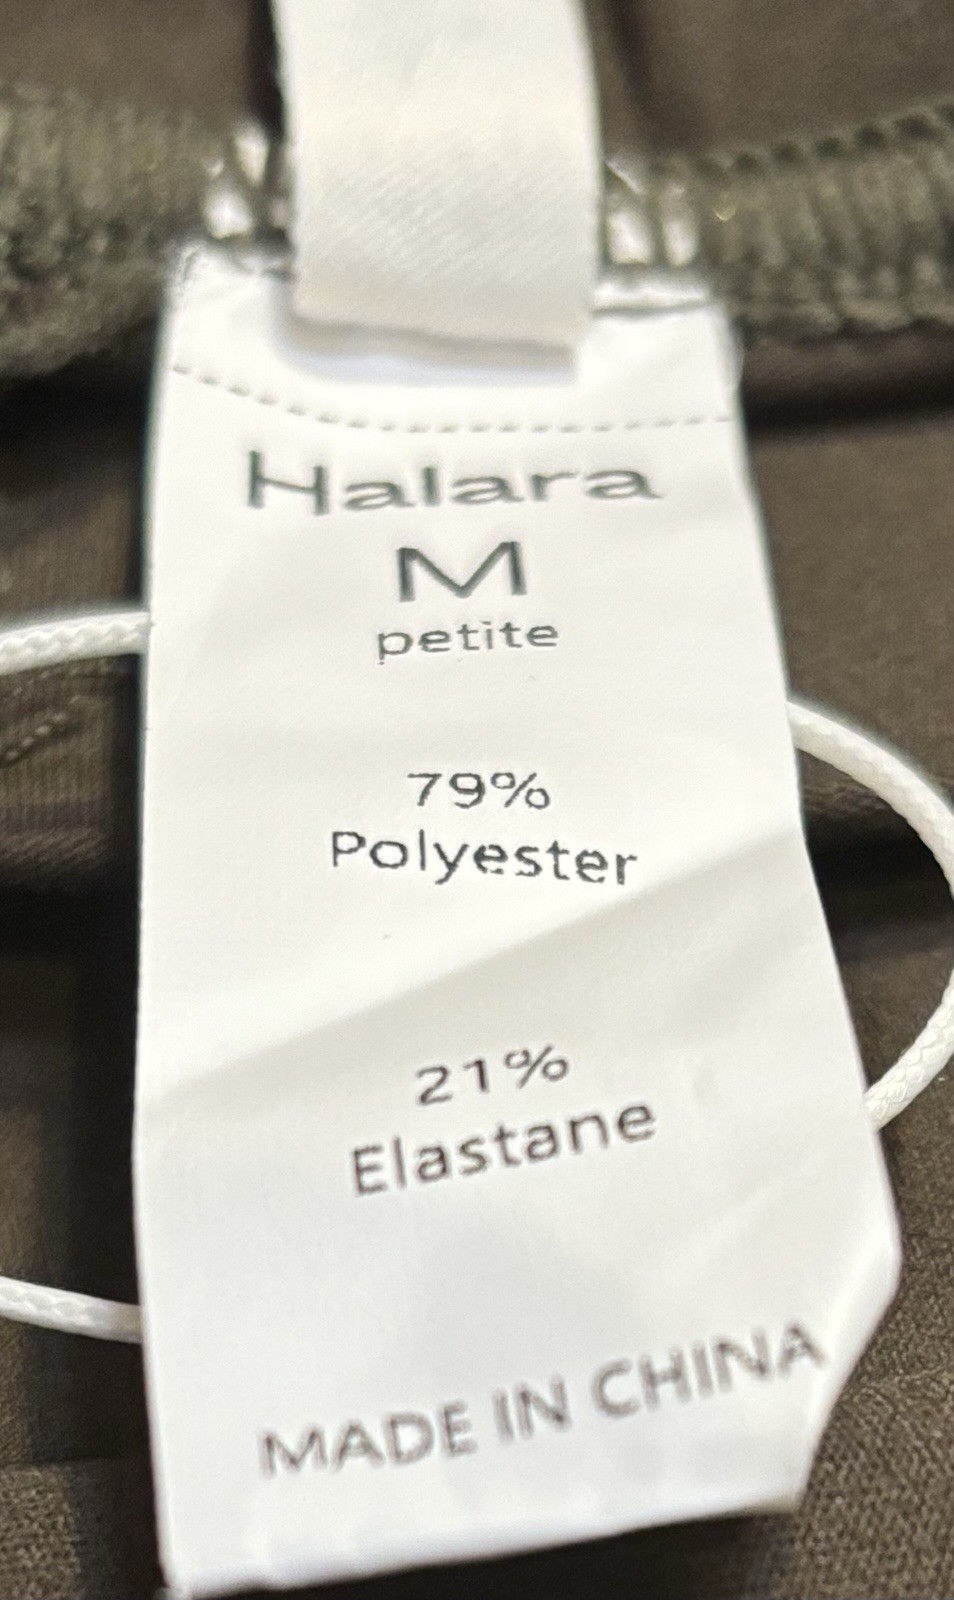 Halara
M
petite
79%
Polyester
21%
Elastane
MADE IN CHINA